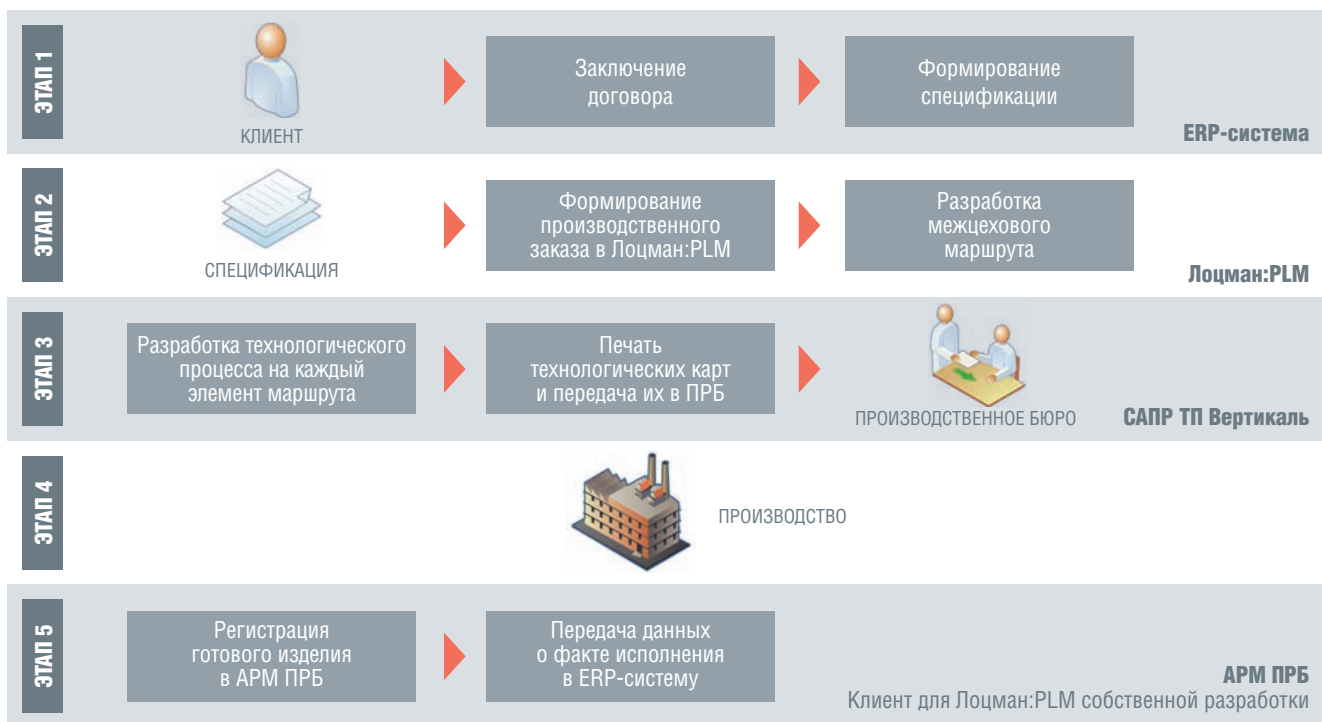 ЭТАП 1
КЛИЕНТ
Заключение
договора
Формирование
спецификации
ERP-система
ЭТАП 2
СПЕЦИФИКАЦИЯ
Формирование
производственного
заказа в Лоцман:PLM
Разработка
межцехового
маршрута
Лоцман:PLM
ЭТАП 3
Разработка технологического
процесса на каждый
элемент маршрута
Печать
технологических карт
и передача их в ПРБ
ПРОИЗВОДСТВЕННОЕ БЮРО
САПР ТП Вертикаль
ЭТАП 4
ПРОИЗВОДСТВО
ЭТАП 5
Регистрация
готового изделия
в АРМ ПРБ
Передача данных
о факте исполнения
в ERP-систему
АРМ ПРБ
Клиент для Лоцман:PLM собственной разработки